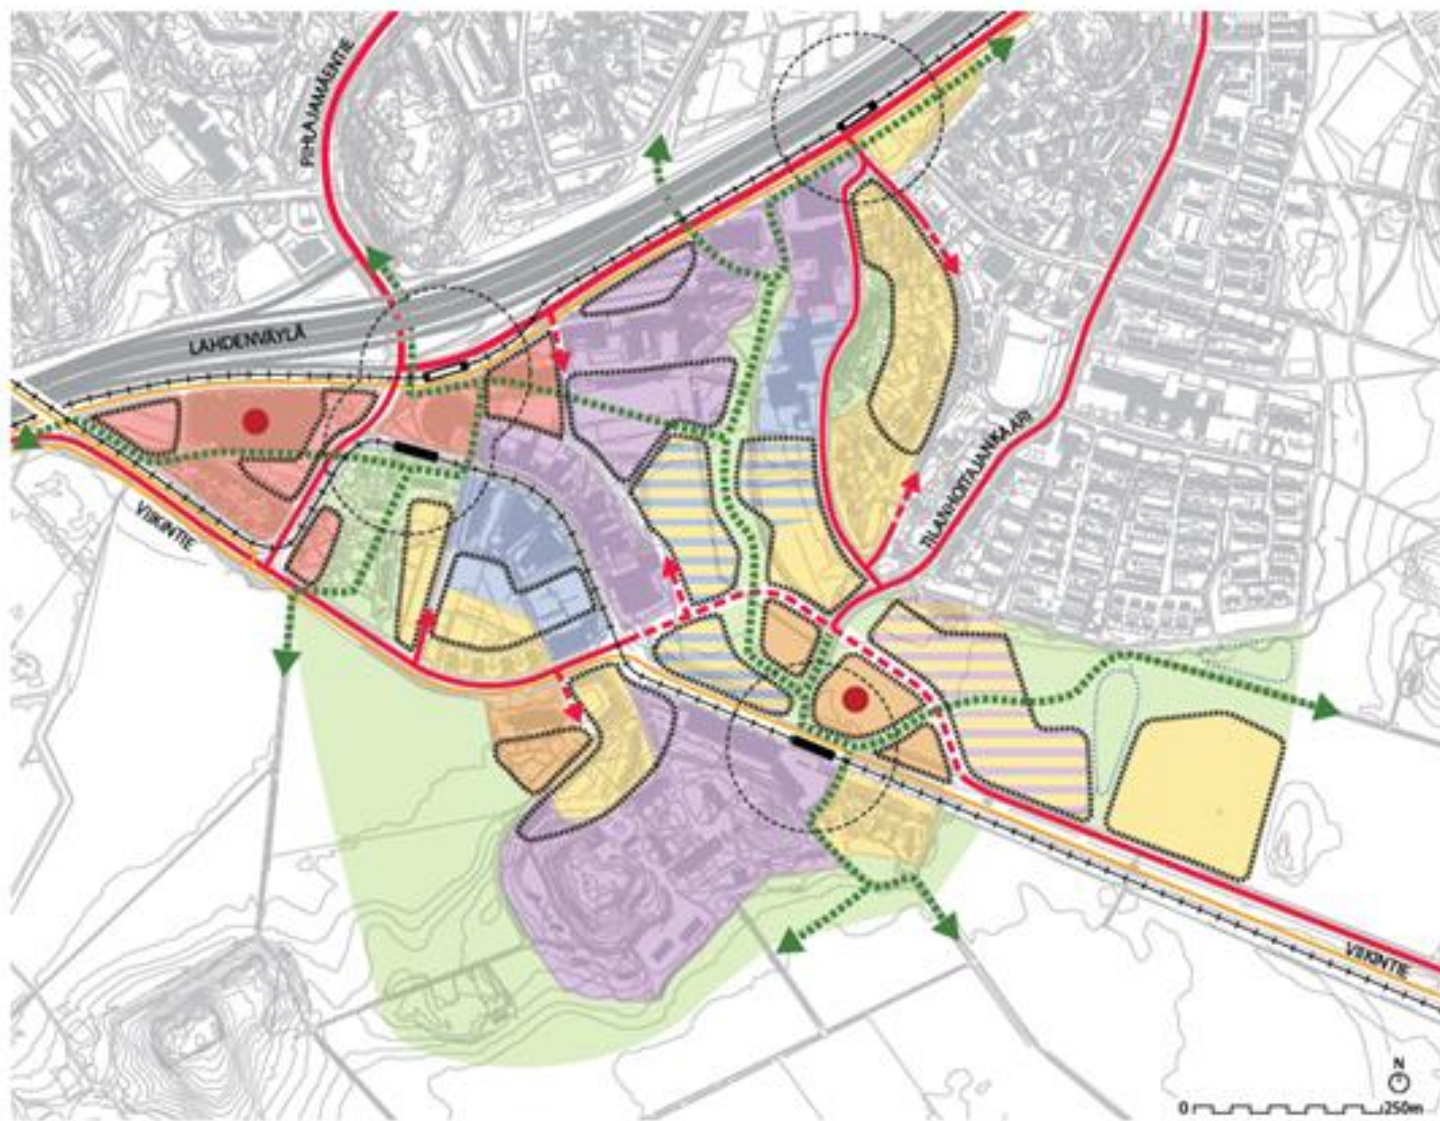 PIHLAJAMÄENTIE
LAHDENVÄYLÄ
VIIKINTIE
TILANHOITAJANKAARI
VIIKINTIE
N
0 250m